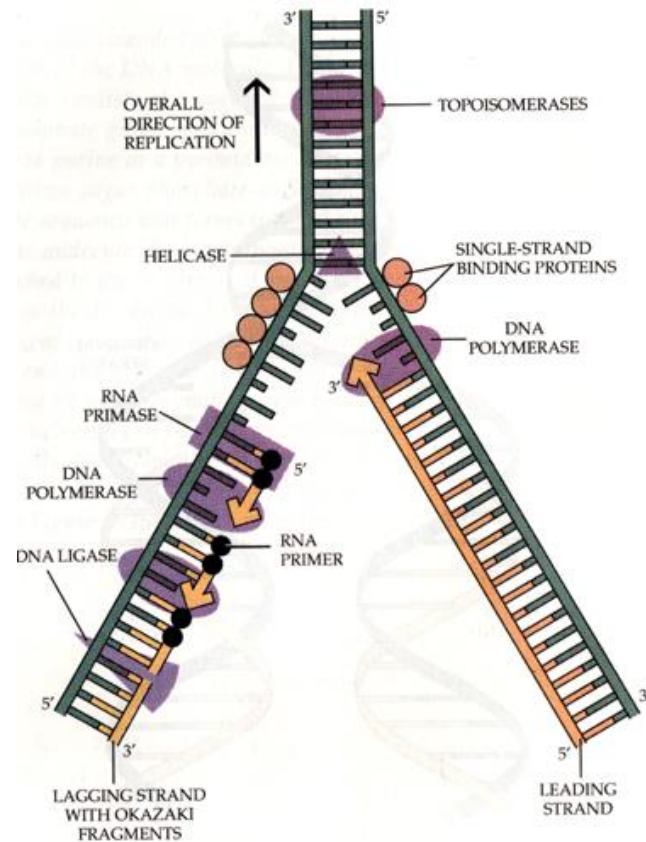 3′
5′
OVERALL
DIRECTION OF
REPLICATION
TOPOISOMERASES
HELICASE
SINGLE-STRAND
BINDING PROTEINS
DNA
POLYMERASE
3′
RNA
PRIMASE
5′
DNA
POLYMERASE
RNA
PRIMER
DNA LIGASE
5′
3′
3
5′
LAGGING STRAND
WITH OKAZAKI
FRAGMENTS
LEADING
STRAND